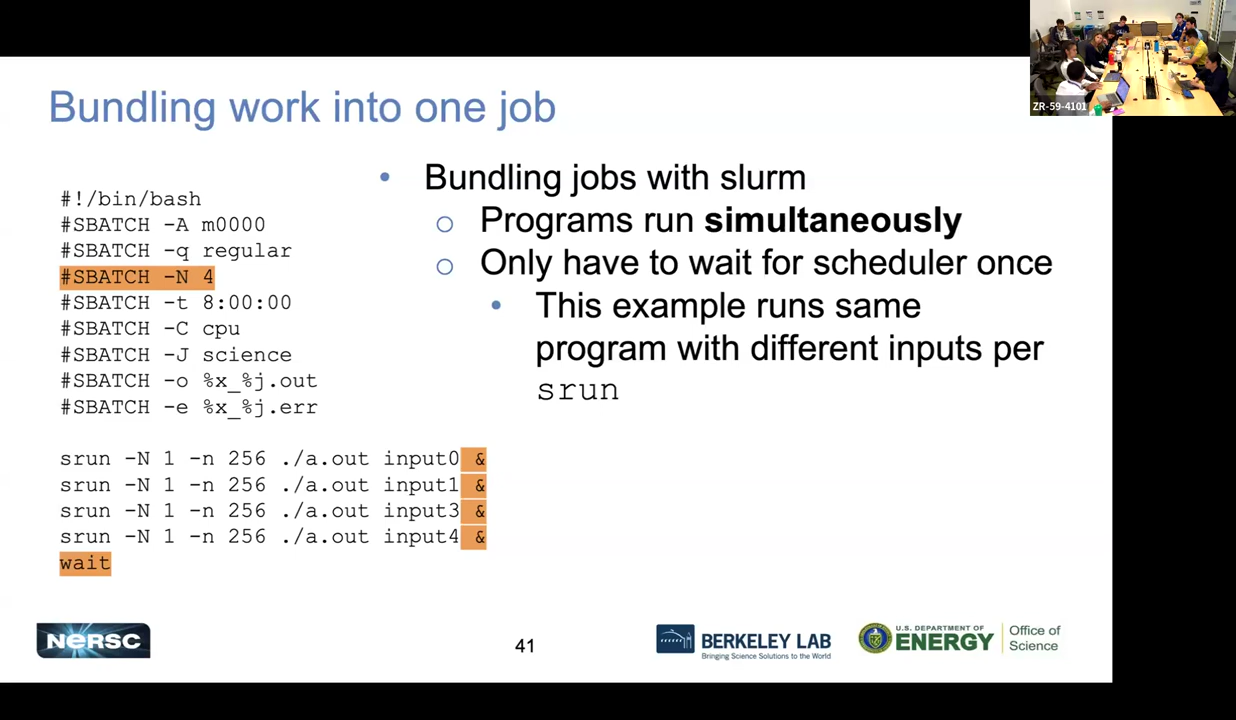 ZR-59-4101
Bundling work into one job
#!/bin/bash
#SBATCH -A m0000
#SBATCH -q regular
#SBATCH -N 4
#SBATCH -t 8:00:00
#SBATCH -C cpu
#SBATCH -J science
#SBATCH -o %x_%j.out
#SBATCH -e %x_%j.err
srun -N 1 -n 256 ./a.out input0 &
srun -N 1 -n 256 ./a.out input1 &
srun -N 1 -n 256 ./a.out input3 &
srun -N 1 -n 256 ./a.out input4 &
wait
• Bundling jobs with slurm
○ Programs run simultaneously
○ Only have to wait for scheduler once
• This example runs same
program with different inputs per
srun
NERSC
41
BERKELEY LAB
Bringing Science Solutions to the World
U.S. DEPARTMENT OF
ENERGY
Office of
Science